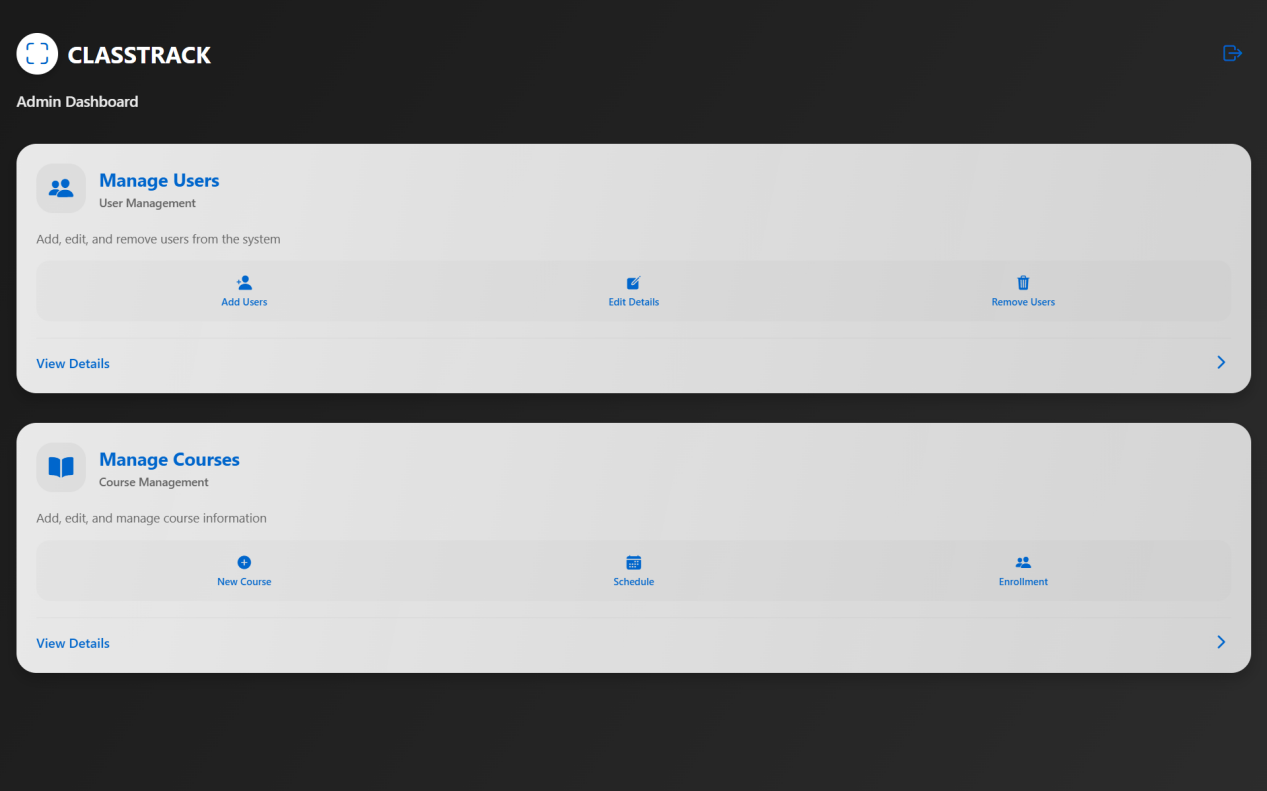 CLASSTRACK
Admin Dashboard
Manage Users
User Management
Add, edit, and remove users from the system
Add Users
Edit Details
Remove Users
View Details
Manage Courses
Course Management
Add, edit, and manage course information
New Course
Schedule
Enrollment
View Details